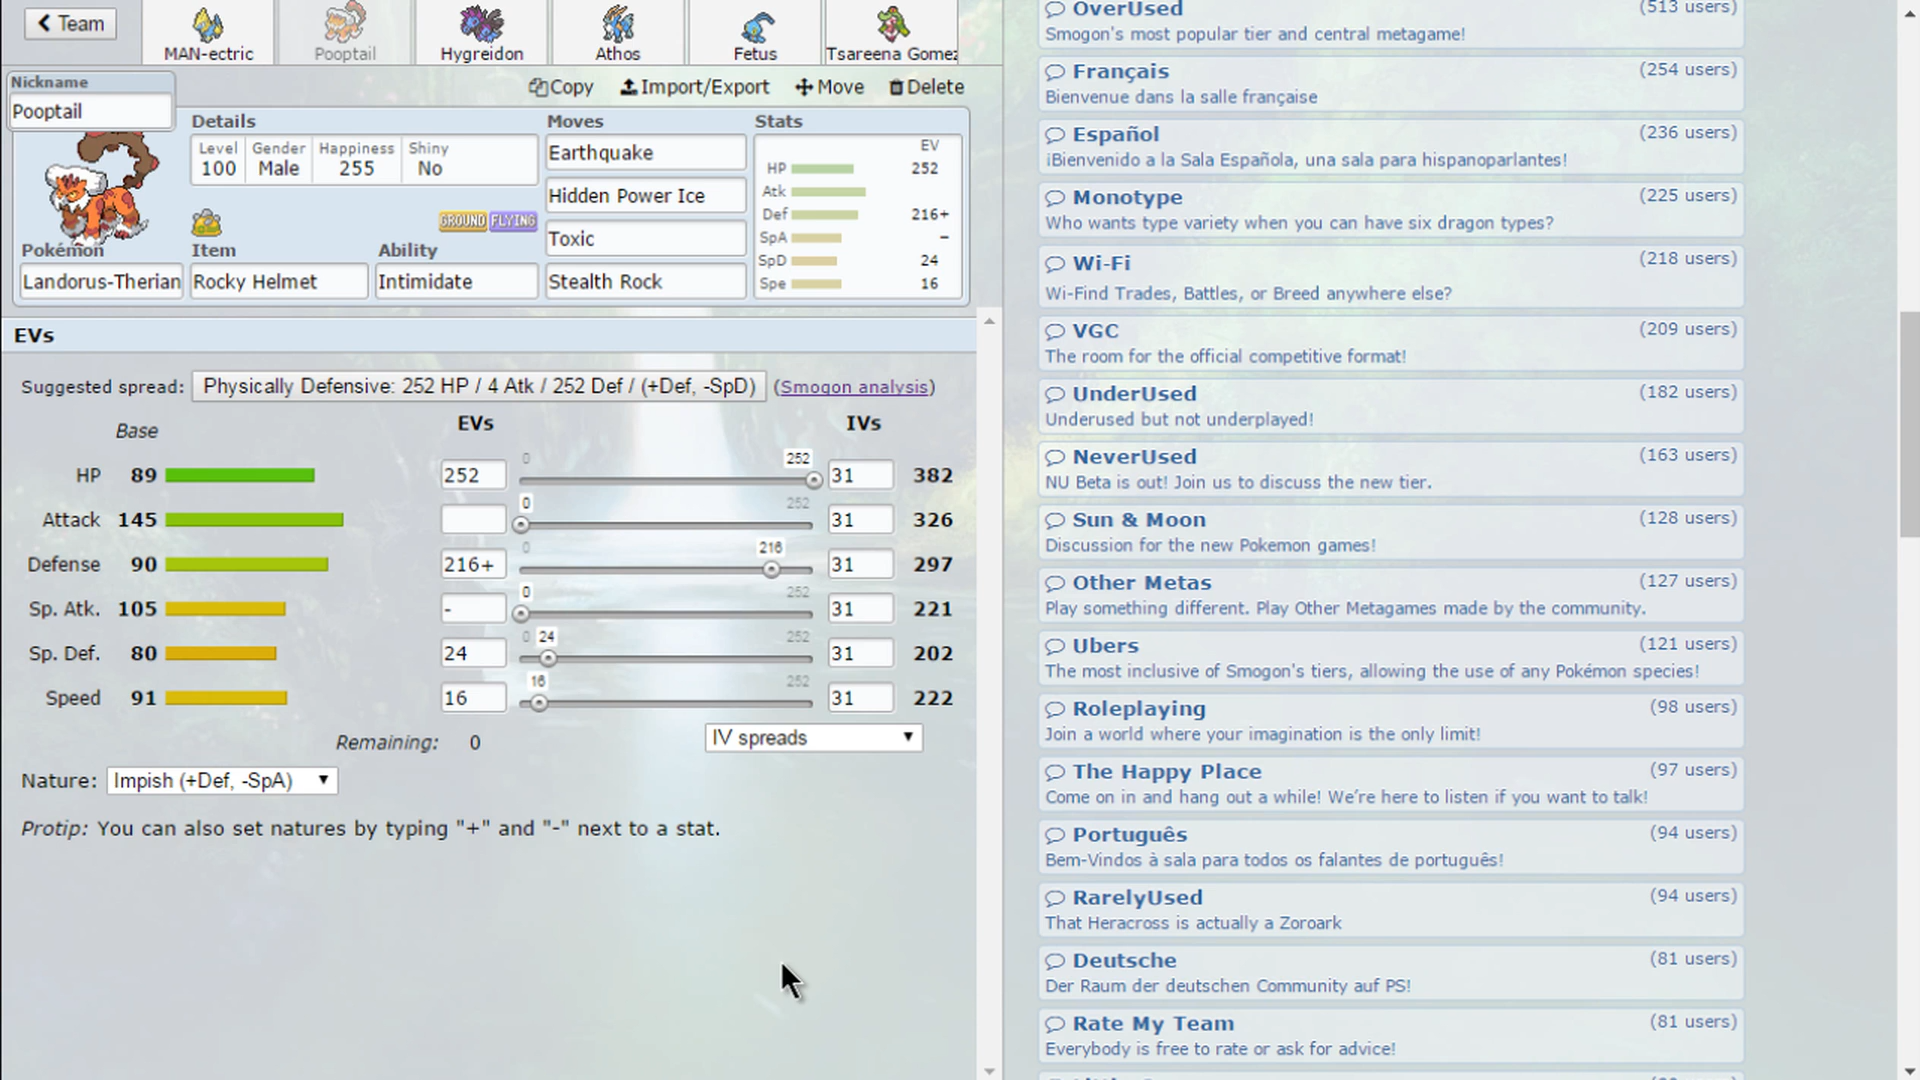 Team
MAN-ectric
Pooptail
Hygreidon
Athos
Fetus
Tsareena Gomez
Copy
Import/Export
Move
Delete
Nickname
Pooptail
Details
Level
100
Gender
Male
Happiness
255
Shiny
No
GROUND FLYING
Pokémon
Landorus-Therian
Item
Rocky Helmet
Ability
Intimidate
Moves
Earthquake
Hidden Power Ice
Toxic
Stealth Rock
Stats
EV
HP 252
Atk
Def 216+
SpA −
SpD 24
Spe 16
EVs
Suggested spread: Physically Defensive: 252 HP / 4 Atk / 252 Def / (+Def, -SpD) (Smogon analysis)
Base EVs IVs
HP 89 252 0 252 31 382
Attack 145 0 252 31 326
Defense 90 216+ 0 216 31 297
Sp. Atk. 105 - 0 252 31 221
Sp. Def. 80 24 0 24 252 31 202
Speed 91 16 16 252 31 222
Remaining: 0
IV spreads
Nature: Impish (+Def, -SpA)
Protip: You can also set natures by typing "+" and "-" next to a stat.
OverUsed (513 users)
Smogon's most popular tier and central metagame!
Français (254 users)
Bienvenue dans la salle française
Español (236 users)
¡Bienvenido a la Sala Española, una sala para hispanoparlantes!
Monotype (225 users)
Who wants type variety when you can have six dragon types?
Wi-Fi (218 users)
Wi-Find Trades, Battles, or Breed anywhere else?
VGC (209 users)
The room for the official competitive format!
UnderUsed (182 users)
Underused but not underplayed!
NeverUsed (163 users)
NU Beta is out! Join us to discuss the new tier.
Sun & Moon (128 users)
Discussion for the new Pokemon games!
Other Metas (127 users)
Play something different. Play Other Metagames made by the community.
Ubers (121 users)
The most inclusive of Smogon's tiers, allowing the use of any Pokémon species!
Roleplaying (98 users)
Join a world where your imagination is the only limit!
The Happy Place (97 users)
Come on in and hang out a while! We're here to listen if you want to talk!
Português (94 users)
Bem-Vindos à sala para todos os falantes de português!
RarelyUsed (94 users)
That Heracross is actually a Zoroark
Deutsche (81 users)
Der Raum der deutschen Community auf PS!
Rate My Team (81 users)
Everybody is free to rate or ask for advice!